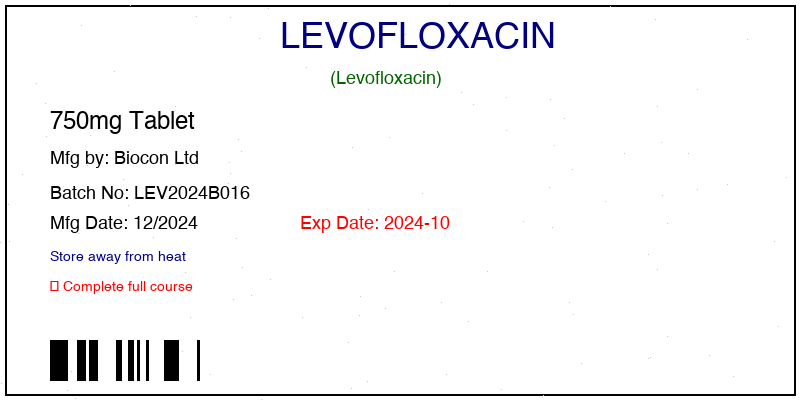 LEVOFLOXACIN
(Levofloxacin)
750mg Tablet
Mfg by: Biocon Ltd
Batch No: LEV2024B016
Mfg Date: 12/2024 Exp Date: 2024-10
Store away from heat
▯ Complete full course